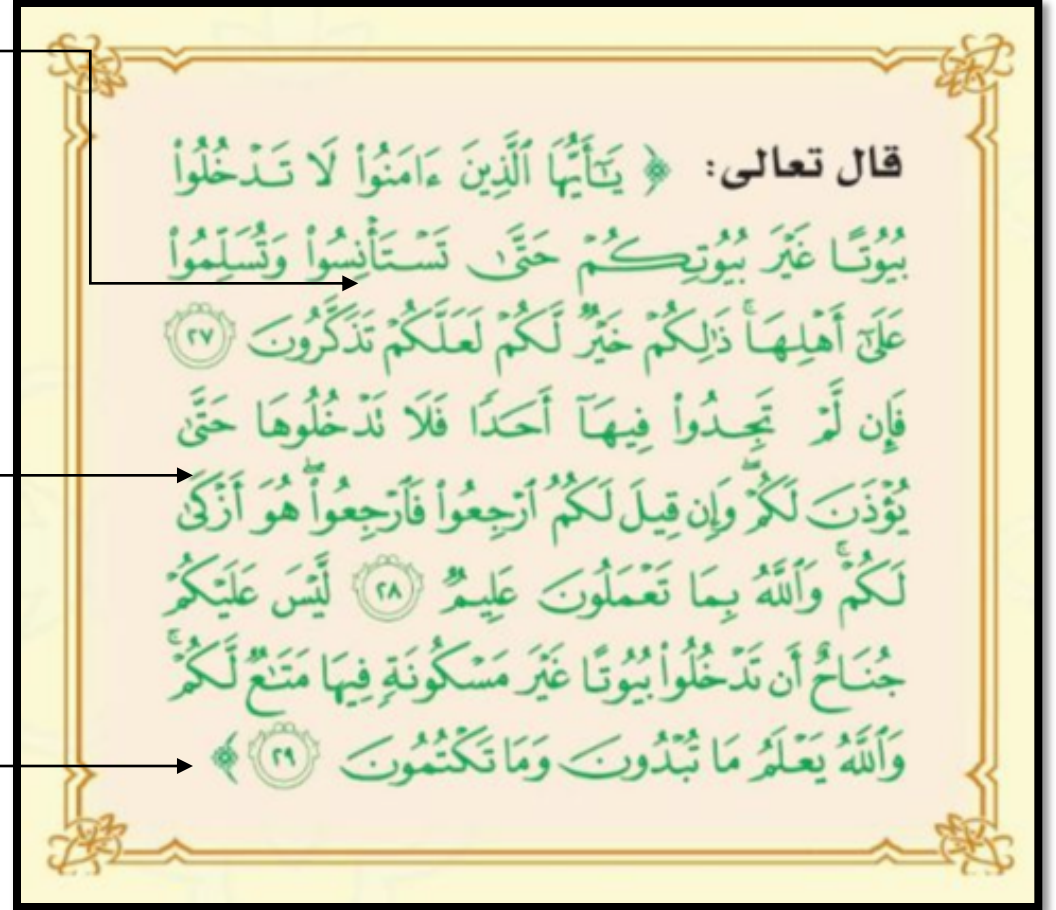 قال تعالى: ﴿ يَـٰٓأَيُّهَا ٱلَّذِينَ ءَامَنُوا۟ لَا تَدْخُلُوا۟
بُيُوتًا غَيْرَ بُيُوتِكُمْ حَتَّىٰ تَسْتَأْنِسُوا۟ وَتُسَلِّمُوا۟
عَلَىٰٓ أَهْلِهَا ۚ ذَٰلِكُمْ خَيْرٌ لَّكُمْ لَعَلَّكُمْ تَذَكَّرُونَ ٢٧
فَإِن لَّمْ تَجِدُوا۟ فِيهَآ أَحَدًا فَلَا تَدْخُلُوهَا حَتَّىٰ
يُؤْذَنَ لَكُمْ ۖ وَإِن قِيلَ لَكُمُ ٱرْجِعُوا۟ فَٱرْجِعُوا۟ ۖ هُوَ أَزْكَىٰ
لَكُمْ ۚ وَٱللَّهُ بِمَا تَعْمَلُونَ عَلِيمٌ ٢٨ لَّيْسَ عَلَيْكُمْ
جُنَاحٌ أَن تَدْخُلُوا۟ بُيُوتًا غَيْرَ مَسْكُونَةٍ فِيهَا مَتَـٰعٌ لَّكُمْ ۚ
وَٱللَّهُ يَعْلَمُ مَا تُبْدُونَ وَمَا تَكْتُمُونَ ٢٩ ﴾